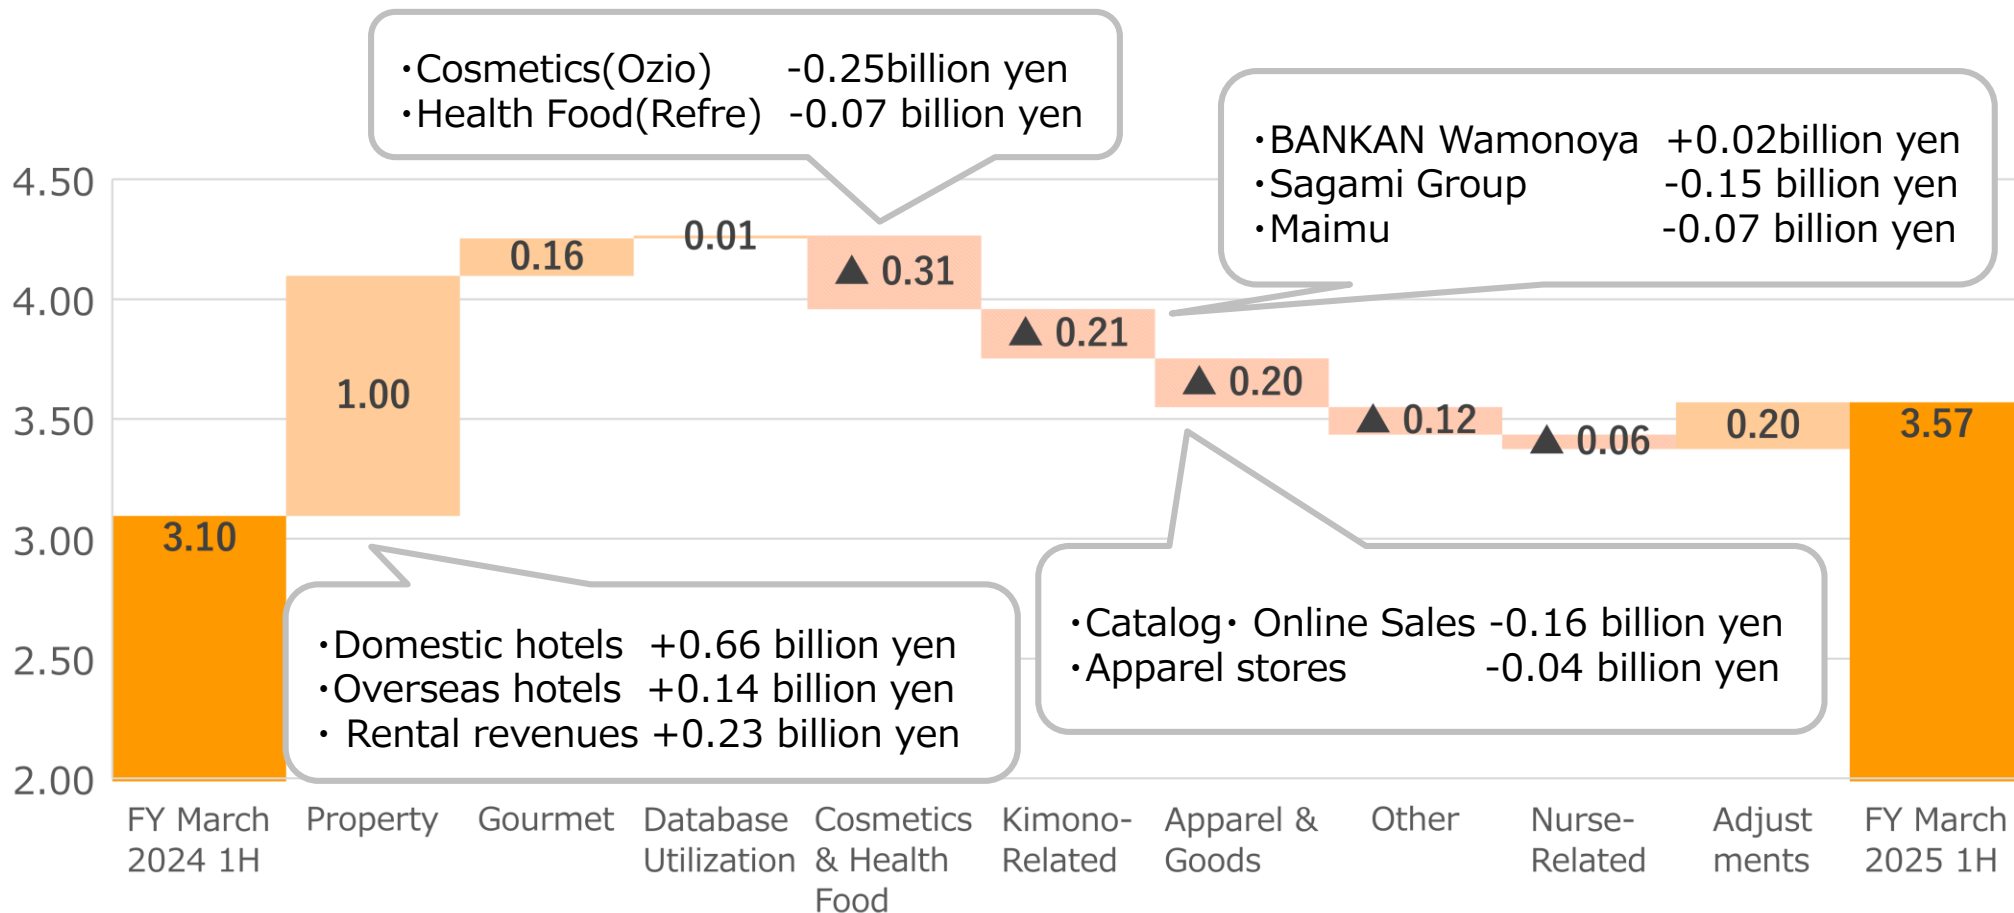 ・Cosmetics(Ozio) -0.25billion yen
・Health Food(Refre) -0.07 billion yen
・BANKAN Wamonoya +0.02billion yen
・Sagami Group -0.15 billion yen
・Maimu -0.07 billion yen
4.50
4.00
3.50
3.00
2.50
2.00
3.10
1.00
0.16
0.01
▲ 0.31
▲ 0.21
▲ 0.20
▲ 0.12
▲ 0.06
0.20
3.57
・Domestic hotels +0.66 billion yen
・Overseas hotels +0.14 billion yen
・ Rental revenues +0.23 billion yen
・Catalog・ Online Sales -0.16 billion yen
・Apparel stores -0.04 billion yen
FY March
2024 1H
Property
Gourmet
Database
Utilization
Cosmetics
& Health
Food
Kimono-
Related
Apparel &
Goods
Other
Nurse-
Related
Adjust
ments
FY March
2025 1H